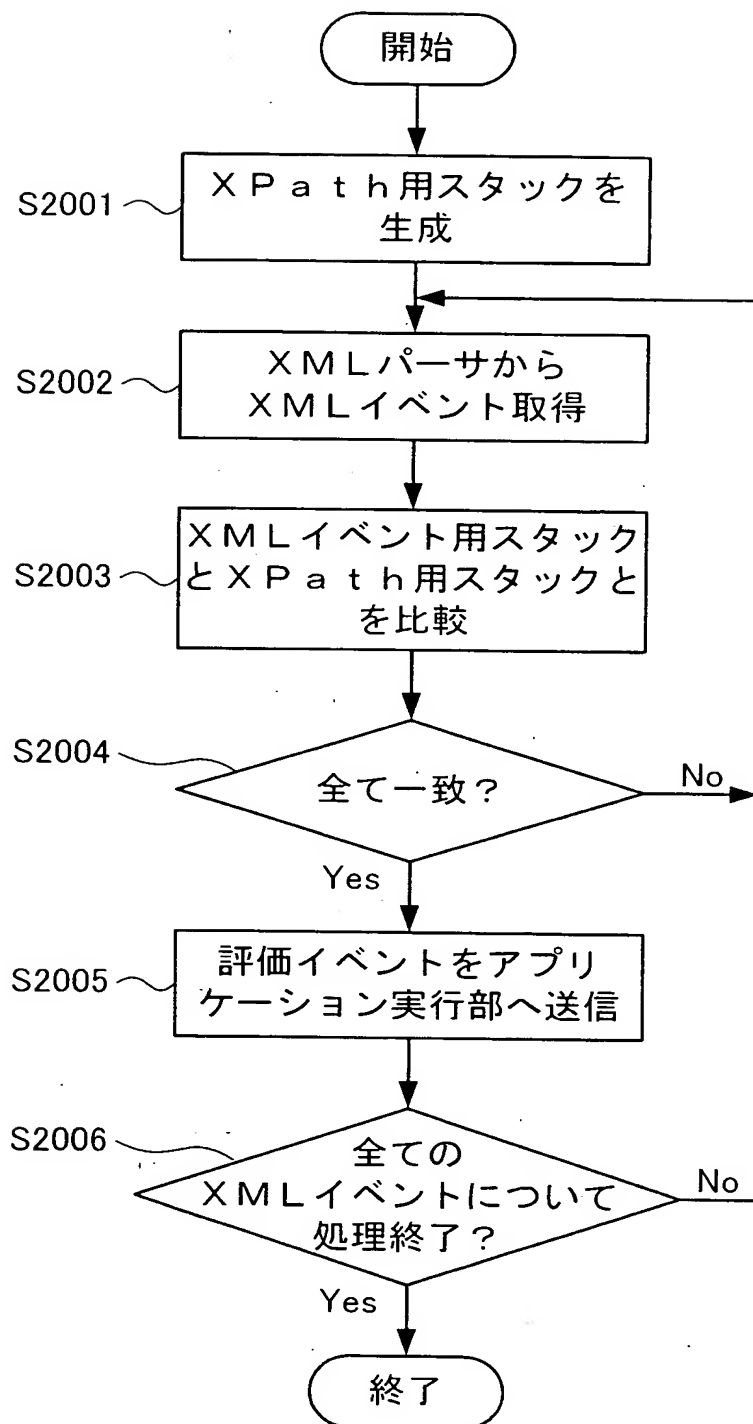 開始
S2001
XPath用スタックを
生成
S2002
XMLパーサから
XMLイベント取得
S2003
XMLイベント用スタック
とXPath用スタックと
を比較
S2004
全て一致？
No
Yes
S2005
評価イベントをアプリ
ケーション実行部へ送信
S2006
全ての
XMLイベントについて
処理終了？
No
Yes
終了